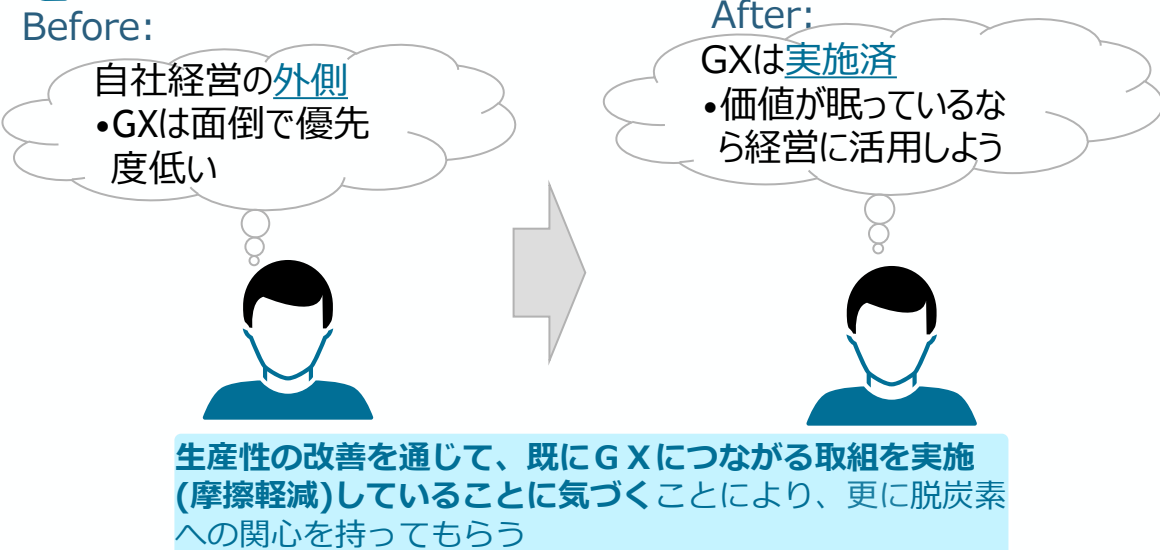 Before:
自社経営の外側
•GXは面倒で優先
度低い
After:
GXは実施済
•価値が眠っているな
ら経営に活用しよう
生産性の改善を通じて、既にＧＸにつながる取組を実施
(摩擦軽減)していることに気づくことにより、更に脱炭素
への関心を持ってもらう